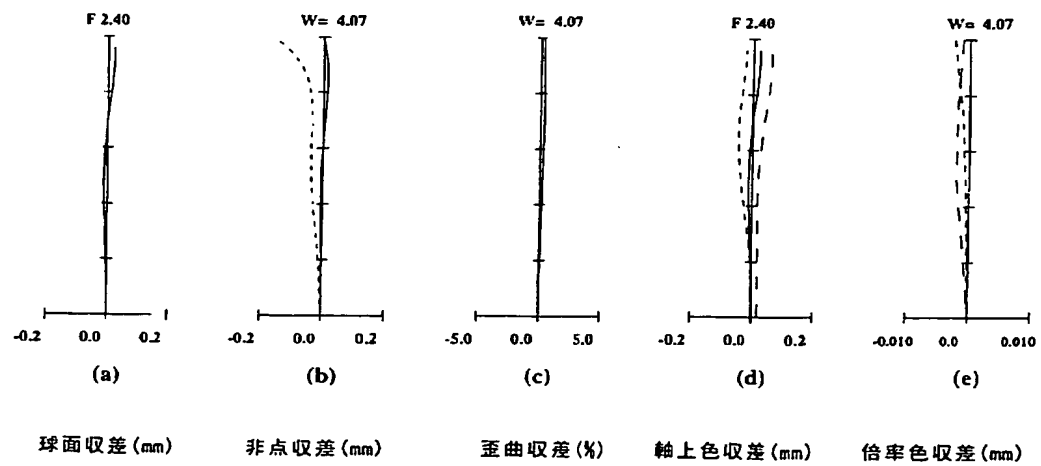 F 2.40 W= 4.07 W= 4.07 F 2.40 W= 4.07
-0.2 0.0 0.2 -0.2 0.0 0.2 -5.0 0.0 5.0 -0.2 0.0 0.2 -0.010 0.0 0.010
(a) (b) (c) (d) (e)
球面収差(mm) 非点収差(mm) 歪曲収差(%) 軸上色収差(mm) 倍率色収差(mm)